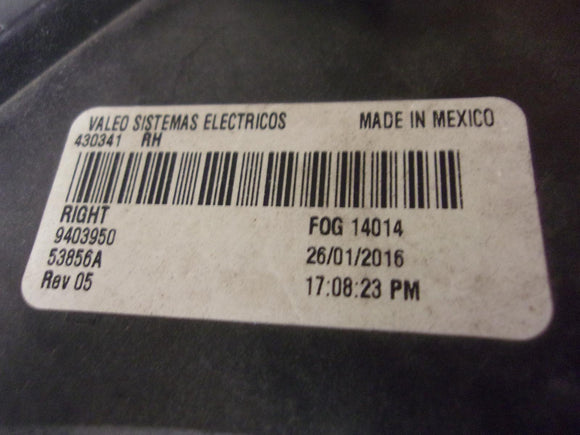 VALEO SISTEMAS ELECTRICOS MADE IN MEXICO
430341 RH
RIGHT
9403950 FOG 14014
53856A 26/01/2016
Rev 05 17:08:23 PM